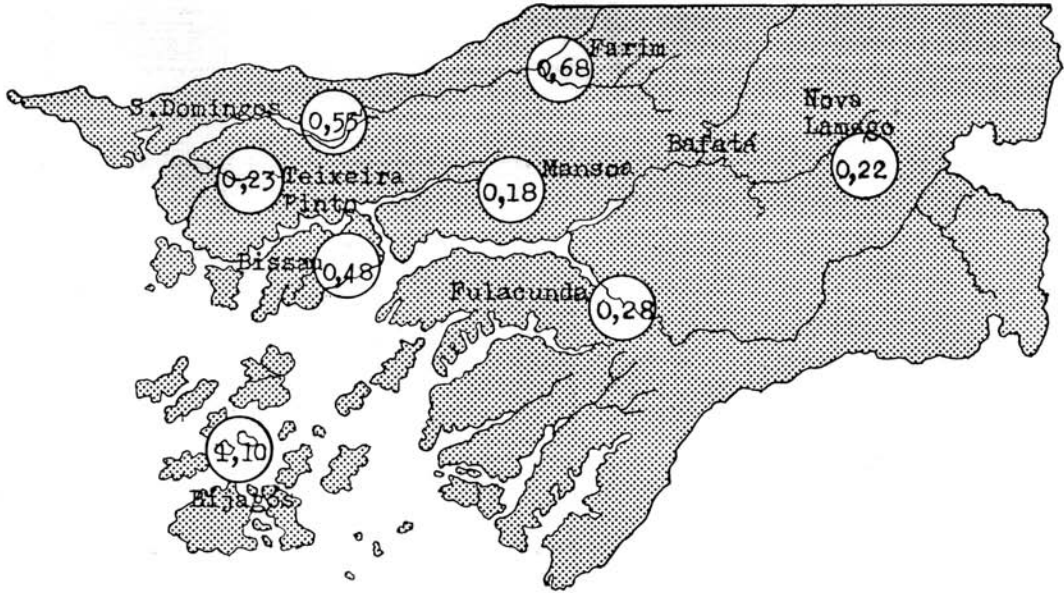 Farim
0,68
S.Domingos
0,55
Nova
Lamego
0,22
Bafatá
Mansoa
0,18
0,23
Teixeira
Pinto
Bissau
0,48
Fulacunda
0,28
1,10
Bijagós